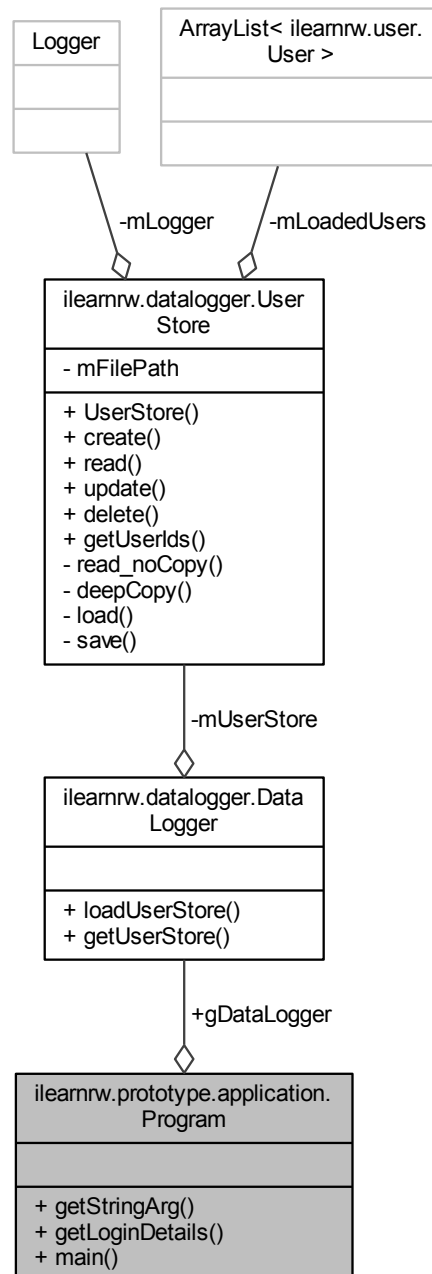 Logger
ArrayList< ilearnrw.user.
User >
-mLogger
-mLoadedUsers
ilearnrw.datalogger.User
Store
- mFilePath
+ UserStore()
+ create()
+ read()
+ update()
+ delete()
+ getUserIds()
- read_noCopy()
- deepCopy()
- load()
- save()
-mUserStore
ilearnrw.datalogger.Data
Logger
+ loadUserStore()
+ getUserStore()
+gDataLogger
ilearnrw.prototype.application.
Program
+ getStringArg()
+ getLoginDetails()
+ main()